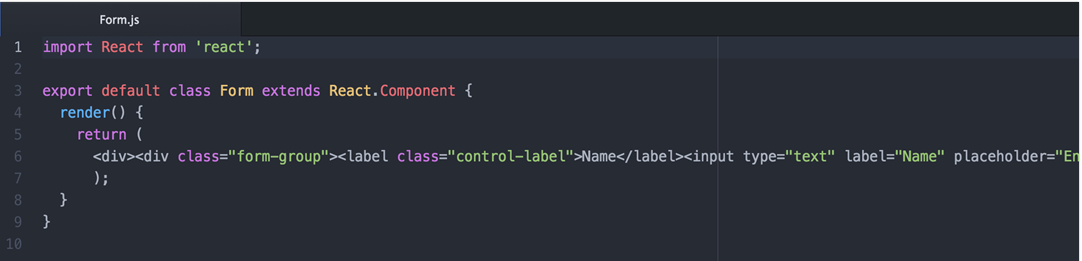 Form.js
1 import React from 'react';
2
3 export default class Form extends React.Component {
4   render() {
5     return (
6       <div><div class="form-group"><label class="control-label">Name</label><input type="text" label="Name" placeholder="En
7       );
8   }
9 }
10